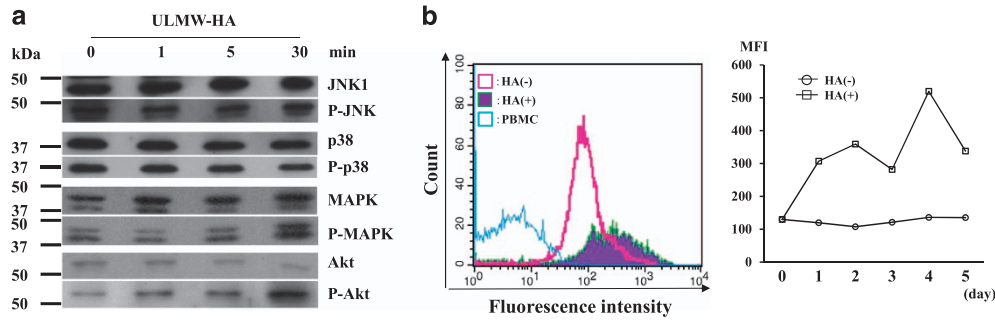 a
ULMW-HA
kDa 0 1 5 30 min
50 JNK1
50 P-JNK
37 p38
37 P-p38
50 MAPK
37
50 P-MAPK
37
50 Akt
50 P-Akt
b
Count
100
80
60
40
20
0
: HA(-)
: HA(+)
: PBMC
10⁰ 10¹ 10² 10³ 10⁴
Fluorescence intensity
MFI
600
500
400
300
200
100
0
HA(-)
HA(+)
0 1 2 3 4 5
(day)